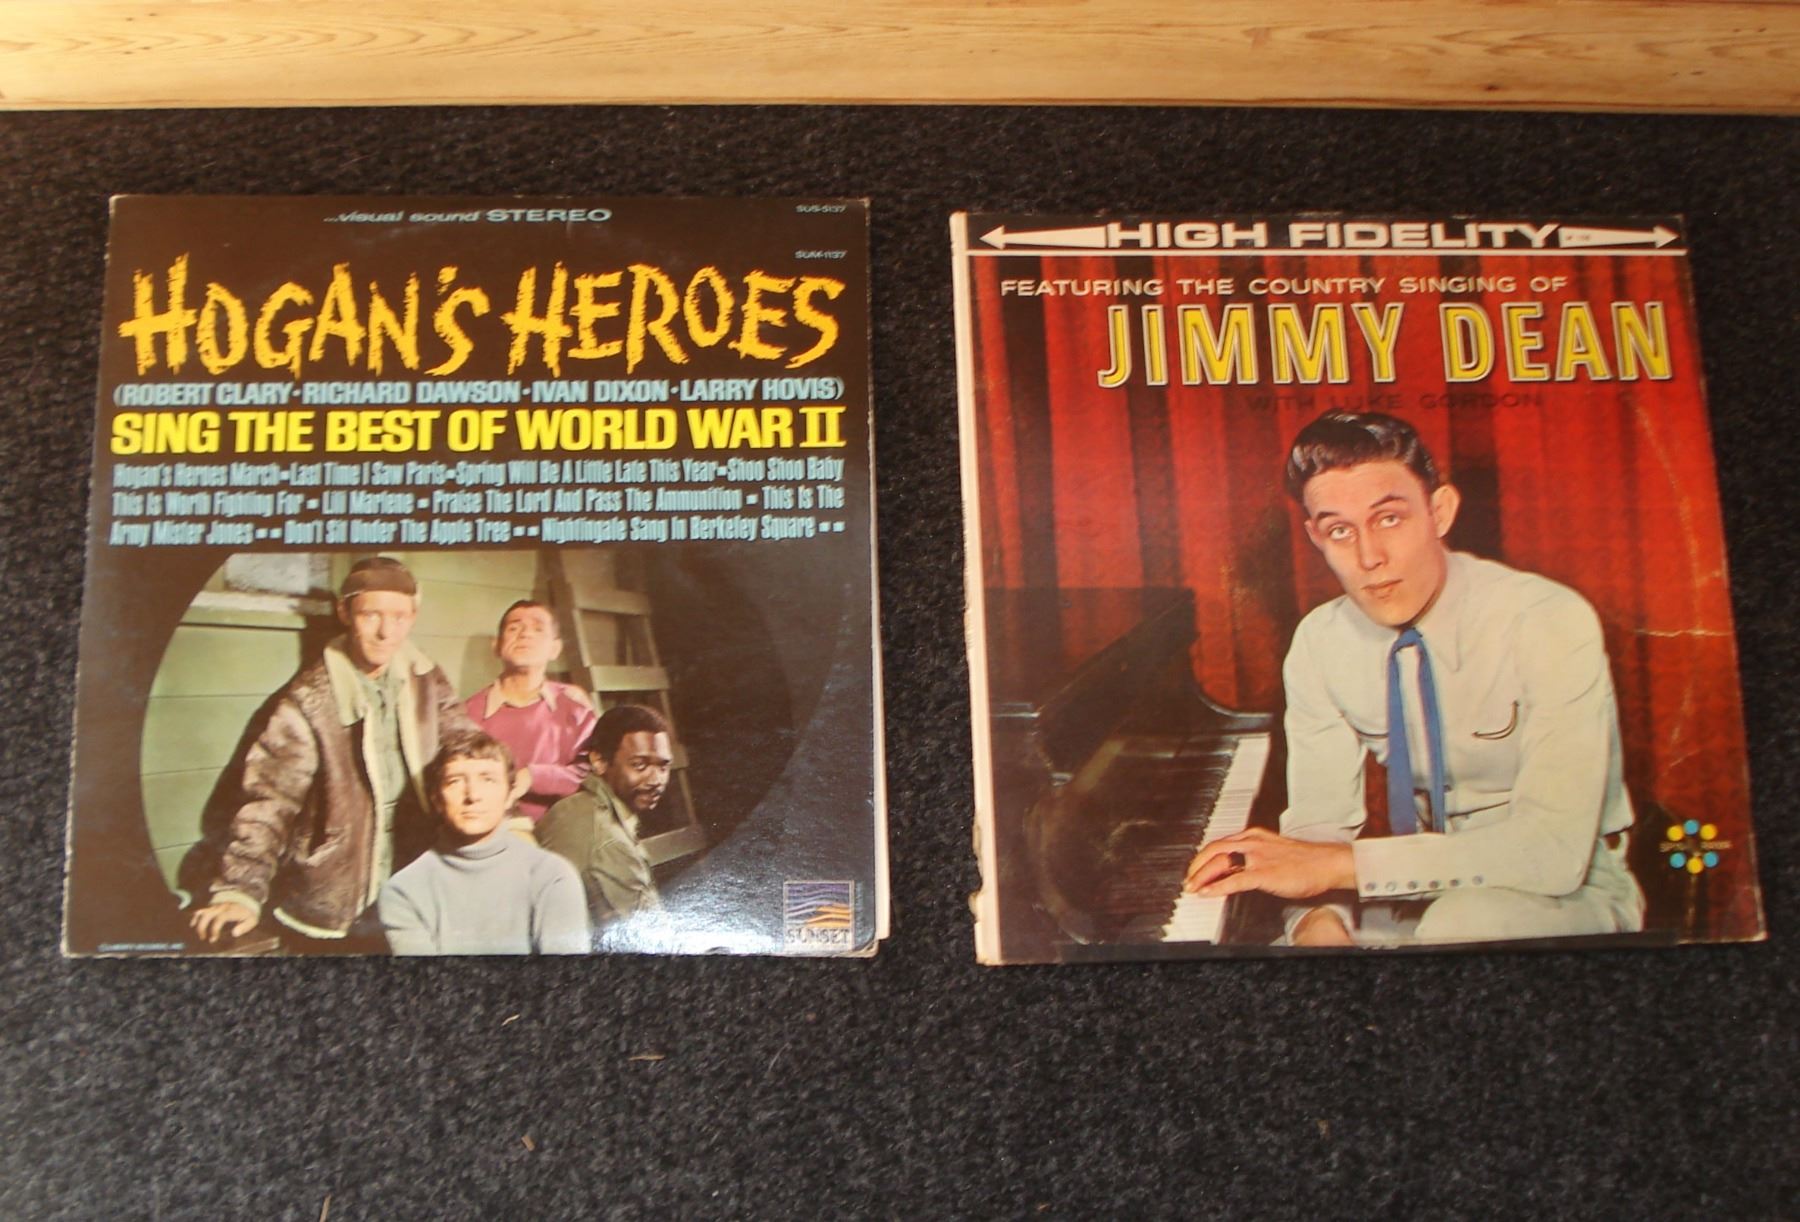 ...visual sound STEREO
SUS-5137
SUM-1137
HOGAN'S HEROES
(ROBERT CLARY·RICHARD DAWSON·IVAN DIXON·LARRY HOVIS)
SING THE BEST OF WORLD WAR II
Hogan's Heroes March▪Last Time I Saw Paris▪Spring Will Be A Little Late This Year▪Shoo Shoo Baby
This Is Worth Fighting For ▪ Lili Marlene ▪ Praise The Lord And Pass The Ammunition ▪ This Is The
Army Mister Jones ▪ ▪ Don't Sit Under The Apple Tree ▪ ▪ Nightingale Sang In Berkeley Square ▪ ▪
SUNSET
HIGH FIDELITY
FEATURING THE COUNTRY SINGING OF
JIMMY DEAN
WITH LUKE GORDON